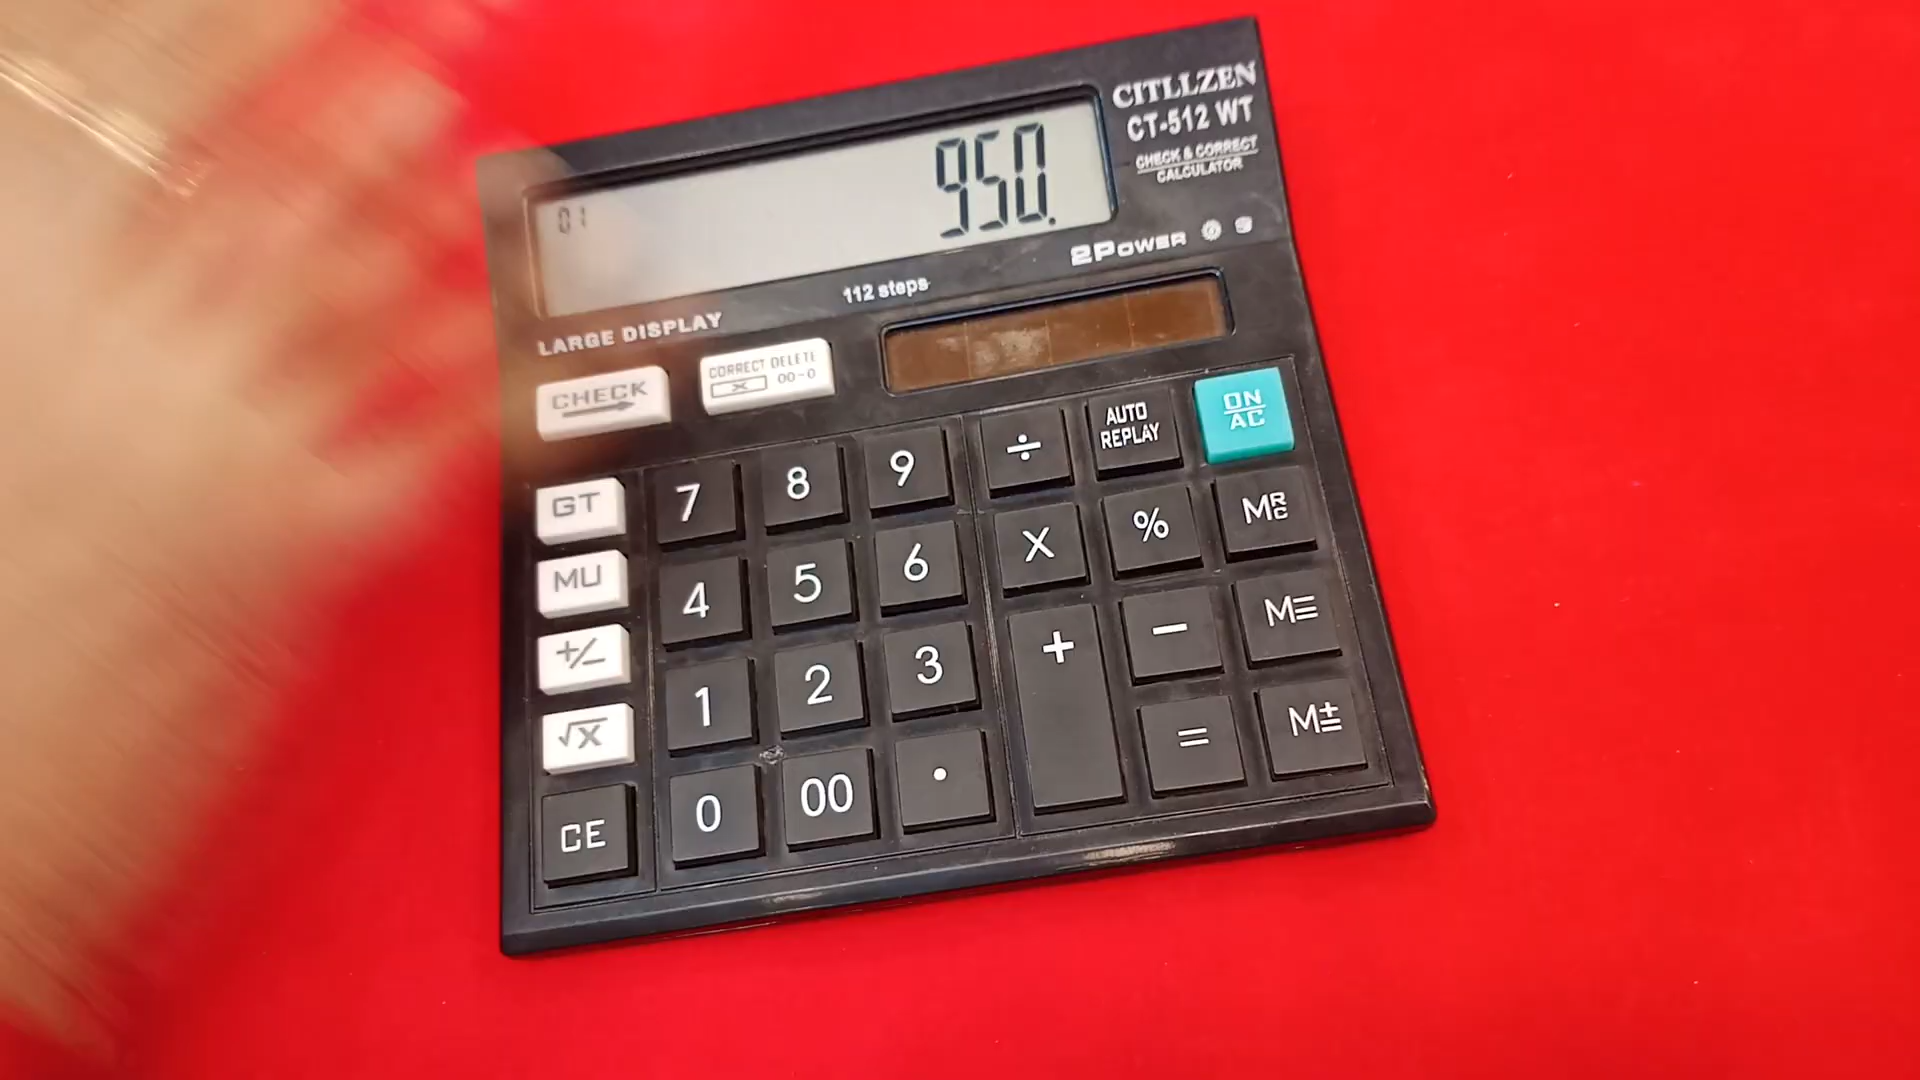 CITLLZEN
CT-512 WT
CHECK & CORRECT
CALCULATOR
01
950.
2POWER
112 steps
LARGE DISPLAY
CHECK
CORRECT DELETE
X 00→0
÷
AUTO
REPLAY
ON
AC
GT
7
8
9
X
%
MRC
MU
4
5
6
+
−
M=
+/−
1
2
3
=
M±
√X
0
00
.
CE